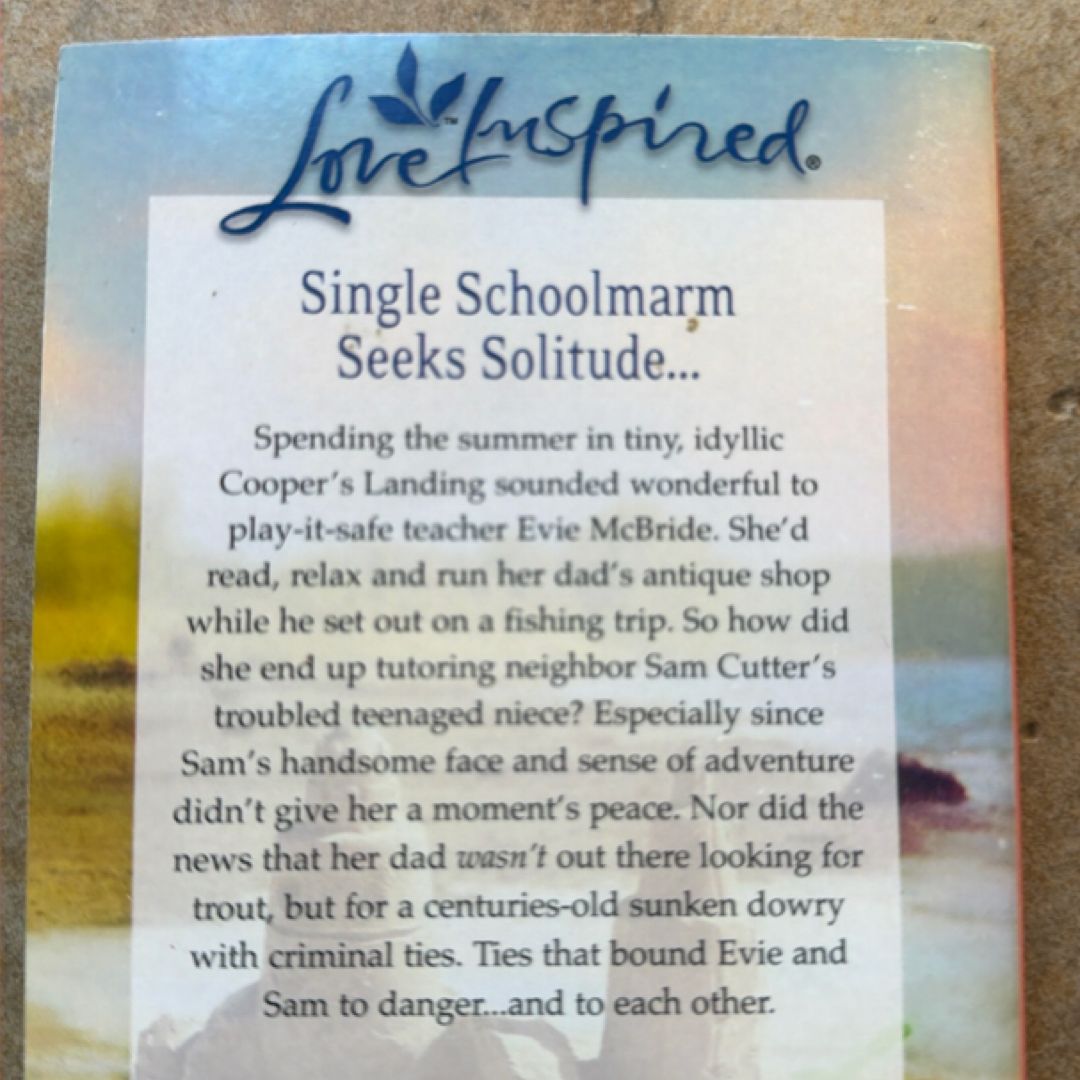 Love Inspired®
Single Schoolmarm
Seeks Solitude...
Spending the summer in tiny, idyllic
Cooper's Landing sounded wonderful to
play-it-safe teacher Evie McBride. She'd
read, relax and run her dad's antique shop
while he set out on a fishing trip. So how did
she end up tutoring neighbor Sam Cutter's
troubled teenaged niece? Especially since
Sam's handsome face and sense of adventure
didn't give her a moment's peace. Nor did the
news that her dad wasn't out there looking for
trout, but for a centuries-old sunken dowry
with criminal ties. Ties that bound Evie and
Sam to danger...and to each other.